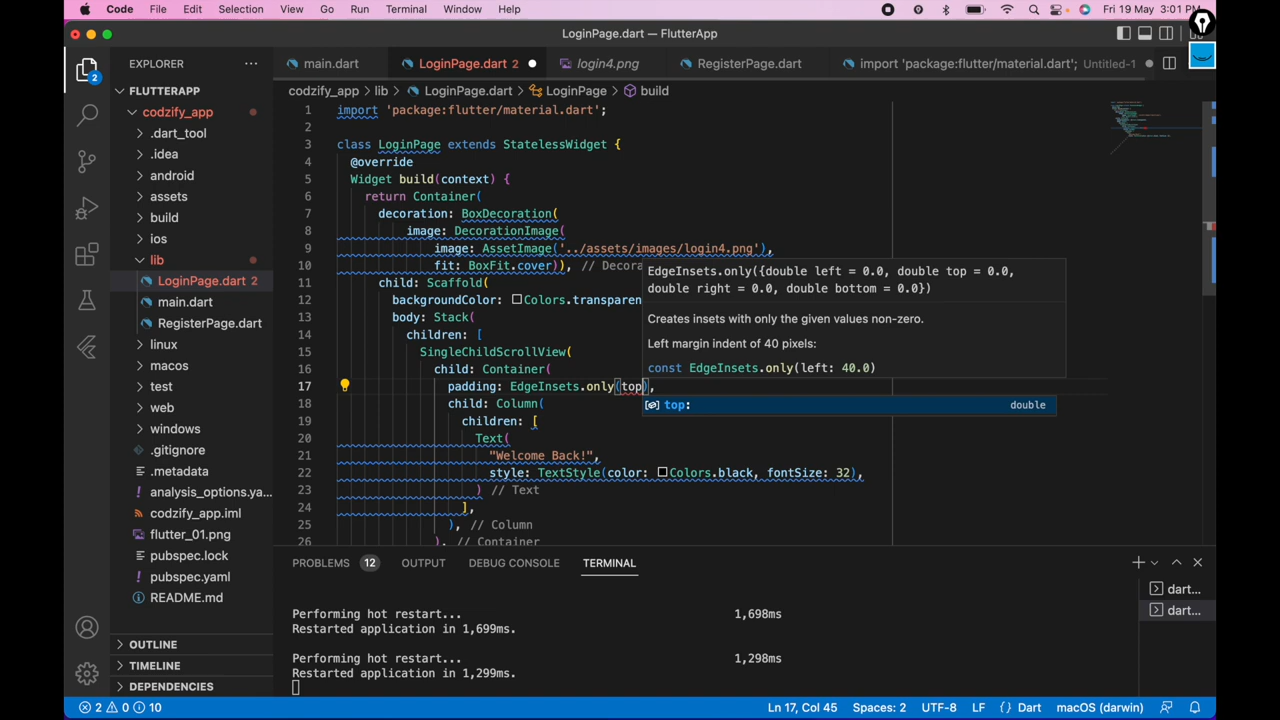 Code File Edit Selection View Go Run Terminal Window Help Fri 19 May 3:01 PM
LoginPage.dart — FlutterApp
EXPLORER
main.dart
LoginPage.dart 2
login4.png
RegisterPage.dart
import 'package:flutter/material.dart'; Untitled-1
codzify_app > lib > LoginPage.dart > LoginPage > build
2
FLUTTERAPP
codzify_app
.dart_tool
.idea
android
assets
build
ios
lib
LoginPage.dart 2
main.dart
RegisterPage.dart
linux
macos
test
web
windows
.gitignore
.metadata
analysis_options.ya...
codzify_app.iml
flutter_01.png
pubspec.lock
pubspec.yaml
README.md
OUTLINE
TIMELINE
DEPENDENCIES
1 import 'package:flutter/material.dart';
2
3 class LoginPage extends StatelessWidget {
4 @override
5 Widget build(context) {
6 return Container(
7 decoration: BoxDecoration(
8 image: DecorationImage(
9 image: AssetImage('../assets/images/login4.png'),
10 fit: BoxFit.cover)), // Decora
11 child: Scaffold(
12 backgroundColor: Colors.transparen
13 body: Stack(
14 children: [
15 SingleChildScrollView(
16 child: Container(
17 padding: EdgeInsets.only(top),
18 child: Column(
19 children: [
20 Text(
21 "Welcome Back!",
22 style: TextStyle(color: Colors.black, fontSize: 32),
23 ) // Text
24 ],
25 ), // Column
26 ), // Container
EdgeInsets.only({double left = 0.0, double top = 0.0,
double right = 0.0, double bottom = 0.0})
Creates insets with only the given values non-zero.
Left margin indent of 40 pixels:
const EdgeInsets.only(left: 40.0)
top: double
PROBLEMS 12 OUTPUT DEBUG CONSOLE TERMINAL
Performing hot restart... 1,698ms
Restarted application in 1,699ms.
Performing hot restart... 1,298ms
Restarted application in 1,299ms.
dart...
dart...
2 0 10 Ln 17, Col 45 Spaces: 2 UTF-8 LF {} Dart macOS (darwin)